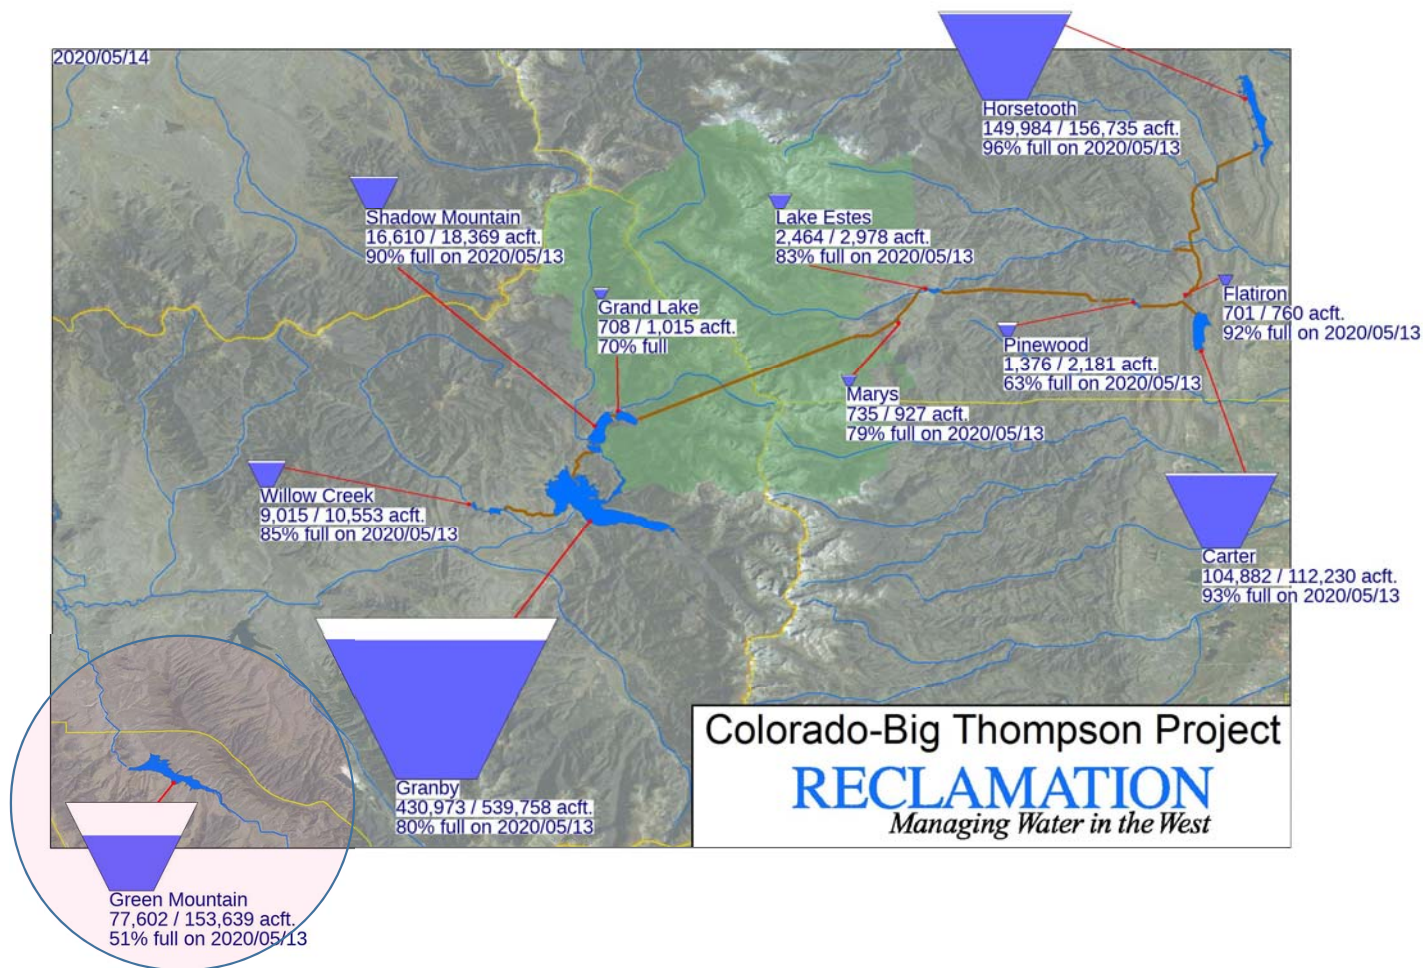 2020/05/14
Horsetooth
149,984 / 156,735 acft.
96% full on 2020/05/13
Shadow Mountain
16,610 / 18,369 acft.
90% full on 2020/05/13
Lake Estes
2,464 / 2,978 acft.
83% full on 2020/05/13
Grand Lake
708 / 1,015 acft.
70% full
Flatiron
701 / 760 acft.
92% full on 2020/05/13
Pinewood
1,376 / 2,181 acft.
63% full on 2020/05/13
Marys
735 / 927 acft.
79% full on 2020/05/13
Willow Creek
9,015 / 10,553 acft.
85% full on 2020/05/13
Carter
104,882 / 112,230 acft.
93% full on 2020/05/13
Granby
430,973 / 539,758 acft.
80% full on 2020/05/13
Green Mountain
77,602 / 153,639 acft.
51% full on 2020/05/13
Colorado-Big Thompson Project
RECLAMATION
Managing Water in the West